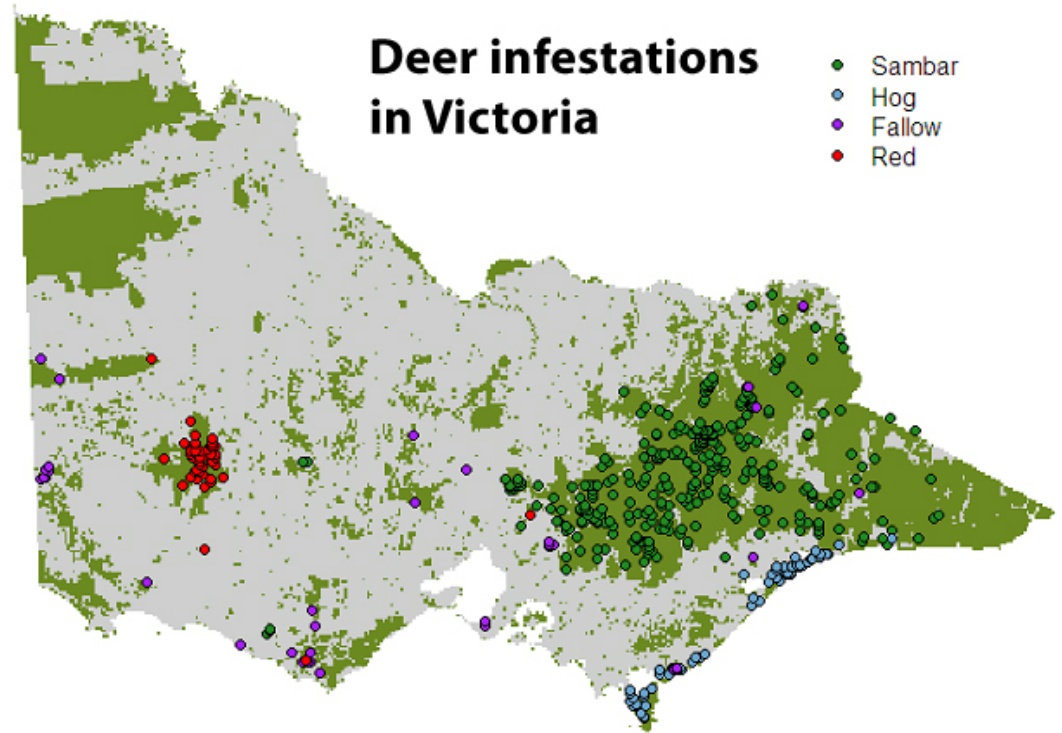 Deer infestations
in Victoria
Sambar
Hog
Fallow
Red